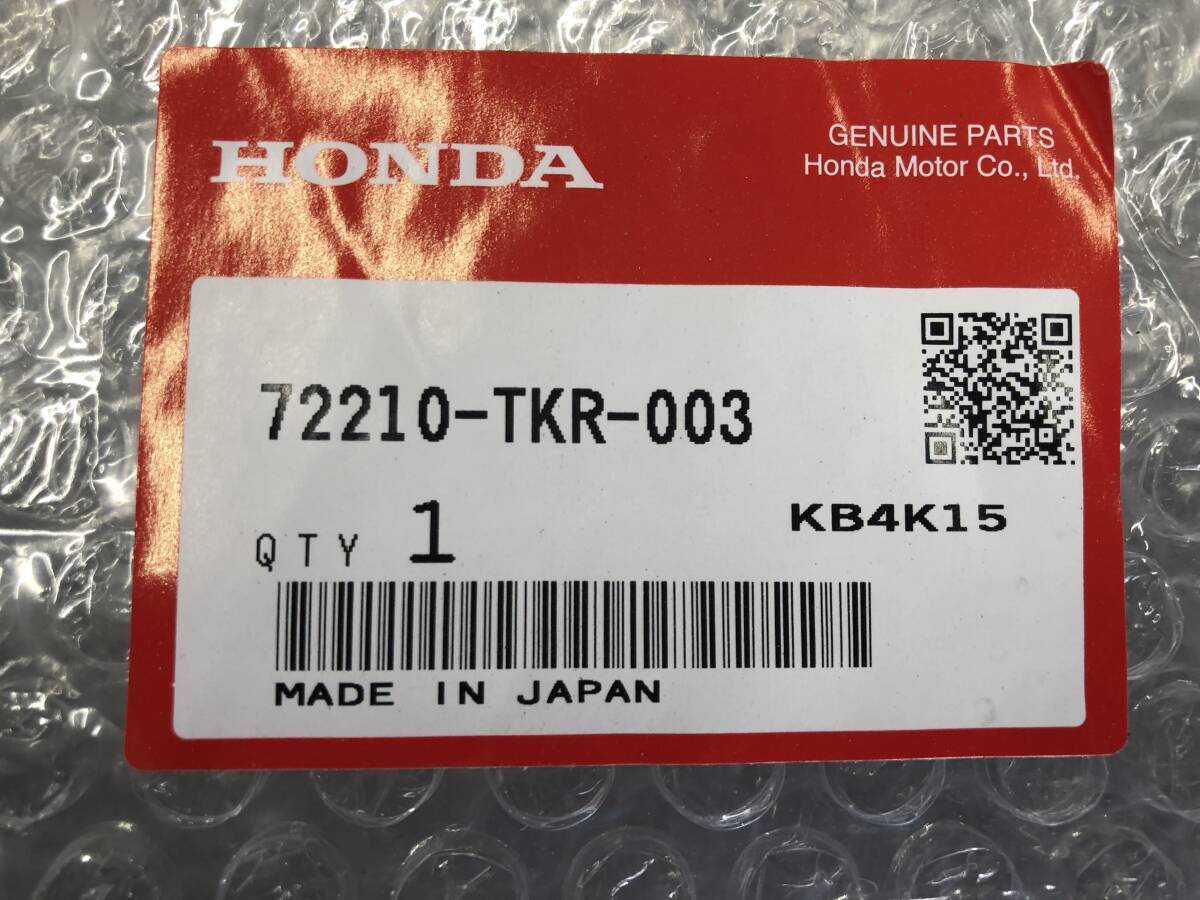 HONDA
GENUINE PARTS
Honda Motor Co., Ltd.
72210-TKR-003
QTY 1
KB4K15
MADE IN JAPAN